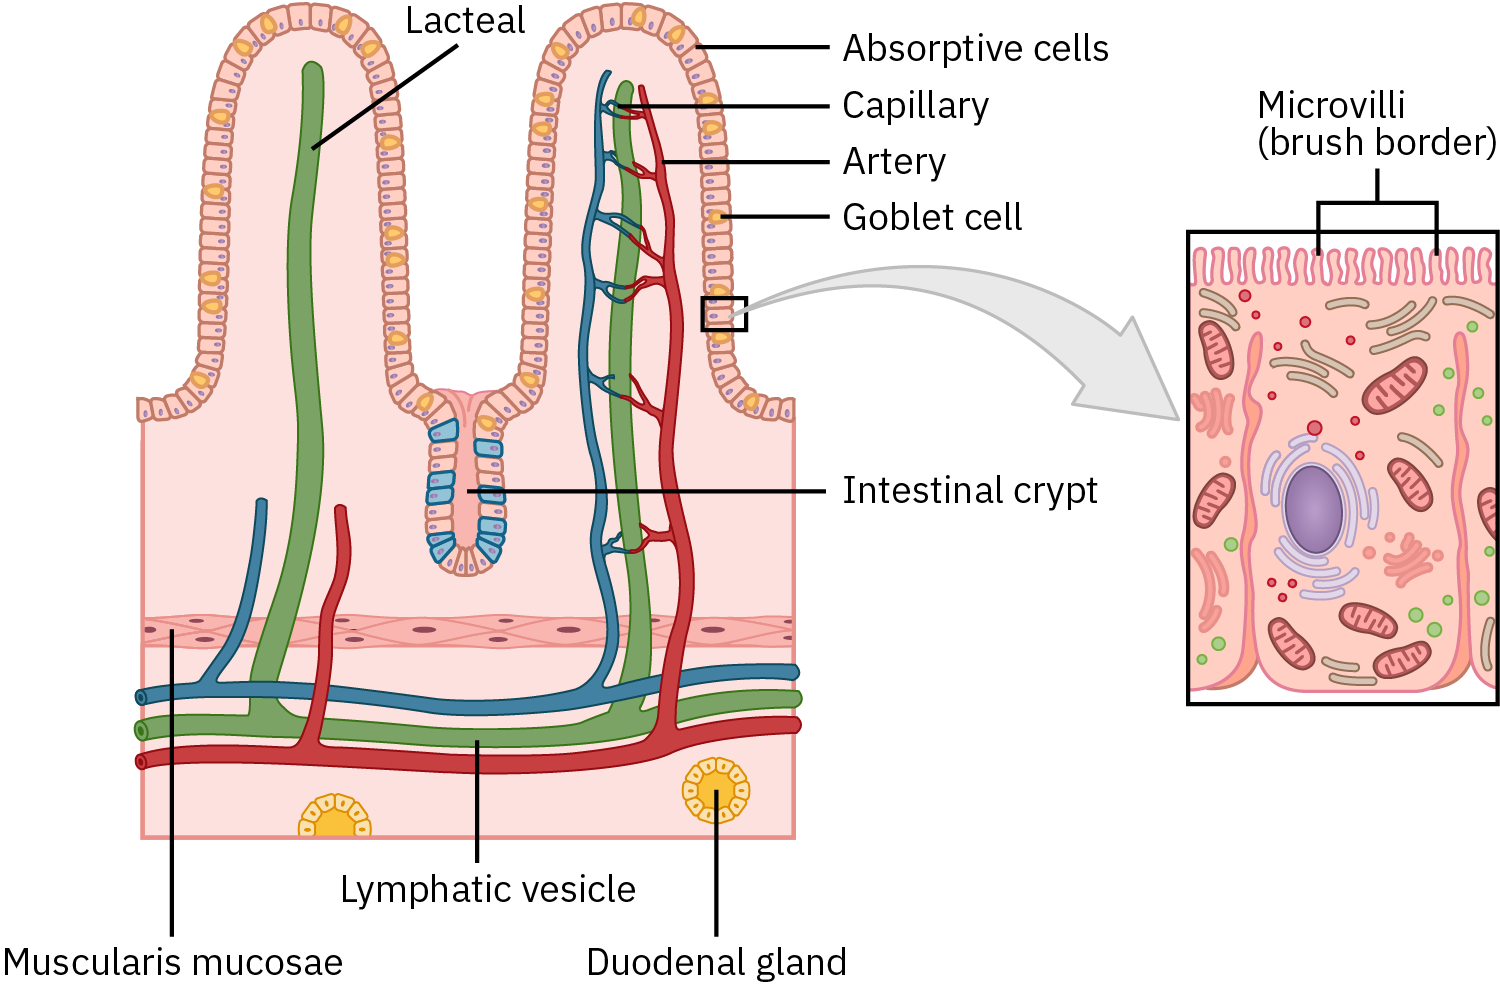 Lacteal
Absorptive cells
Capillary
Artery
Goblet cell
Microvilli
(brush border)
Intestinal crypt
Lymphatic vesicle
Muscularis mucosae
Duodenal gland